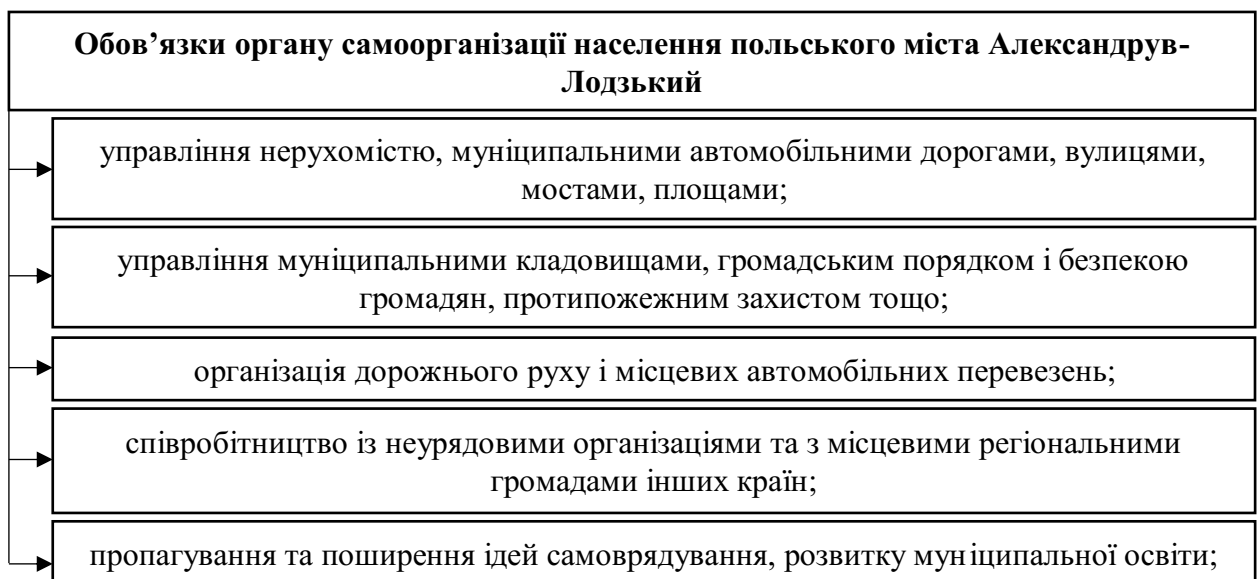 Обов’язки органу самоорганізації населення польського міста Александрув-
Лодзький
управління нерухомістю, муніципальними автомобільними дорогами, вулицями,
мостами, площами;
управління муніципальними кладовищами, громадським порядком і безпекою
громадян, протипожежним захистом тощо;
організація дорожнього руху і місцевих автомобільних перевезень;
співробітництво із неурядовими організаціями та з місцевими регіональними
громадами інших країн;
пропагування та поширення ідей самоврядування, розвитку муніципальної освіти;